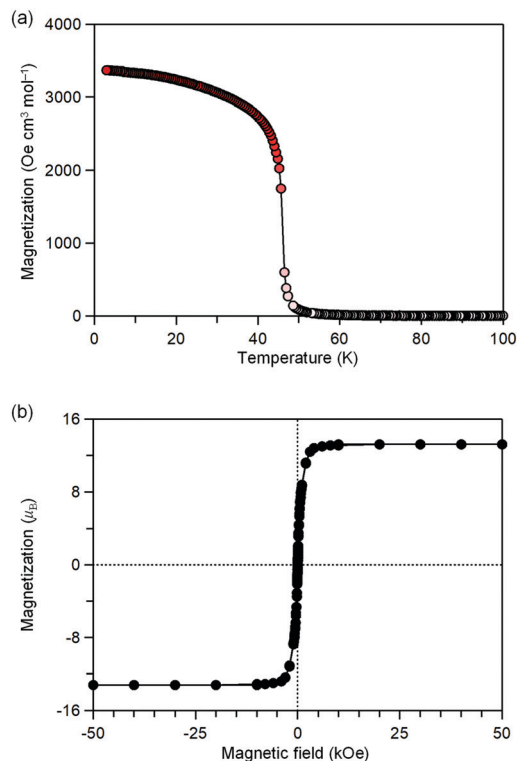 (a)
4000
3000
2000
1000
0
Magnetization (Oe cm³ mol⁻¹)
0 20 40 60 80 100
Temperature (K)
(b)
16
8
0
-8
-16
Magnetization (μB)
-50 -25 0 25 50
Magnetic field (kOe)